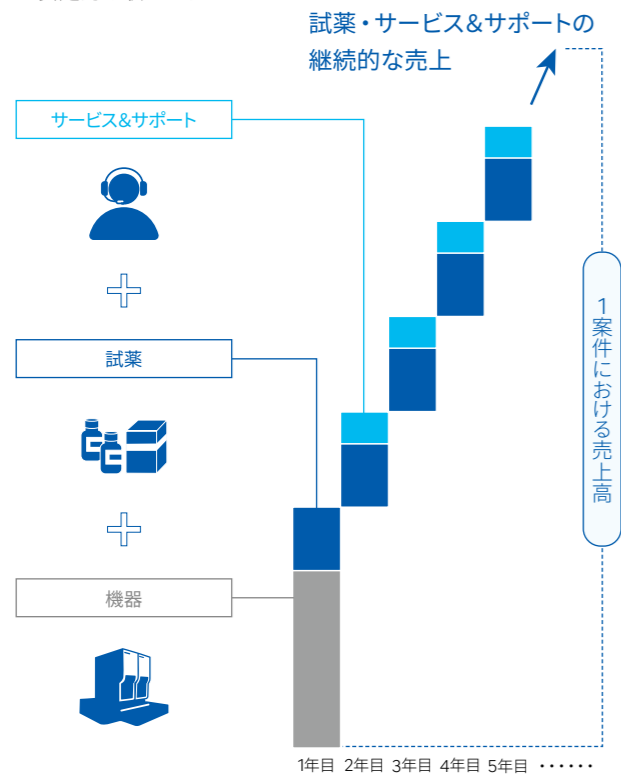 試薬・サービス&サポートの
継続的な売上
サービス&サポート
試薬
機器
1案件における売上高
1年目 2年目 3年目 4年目 5年目 ・・・・・・